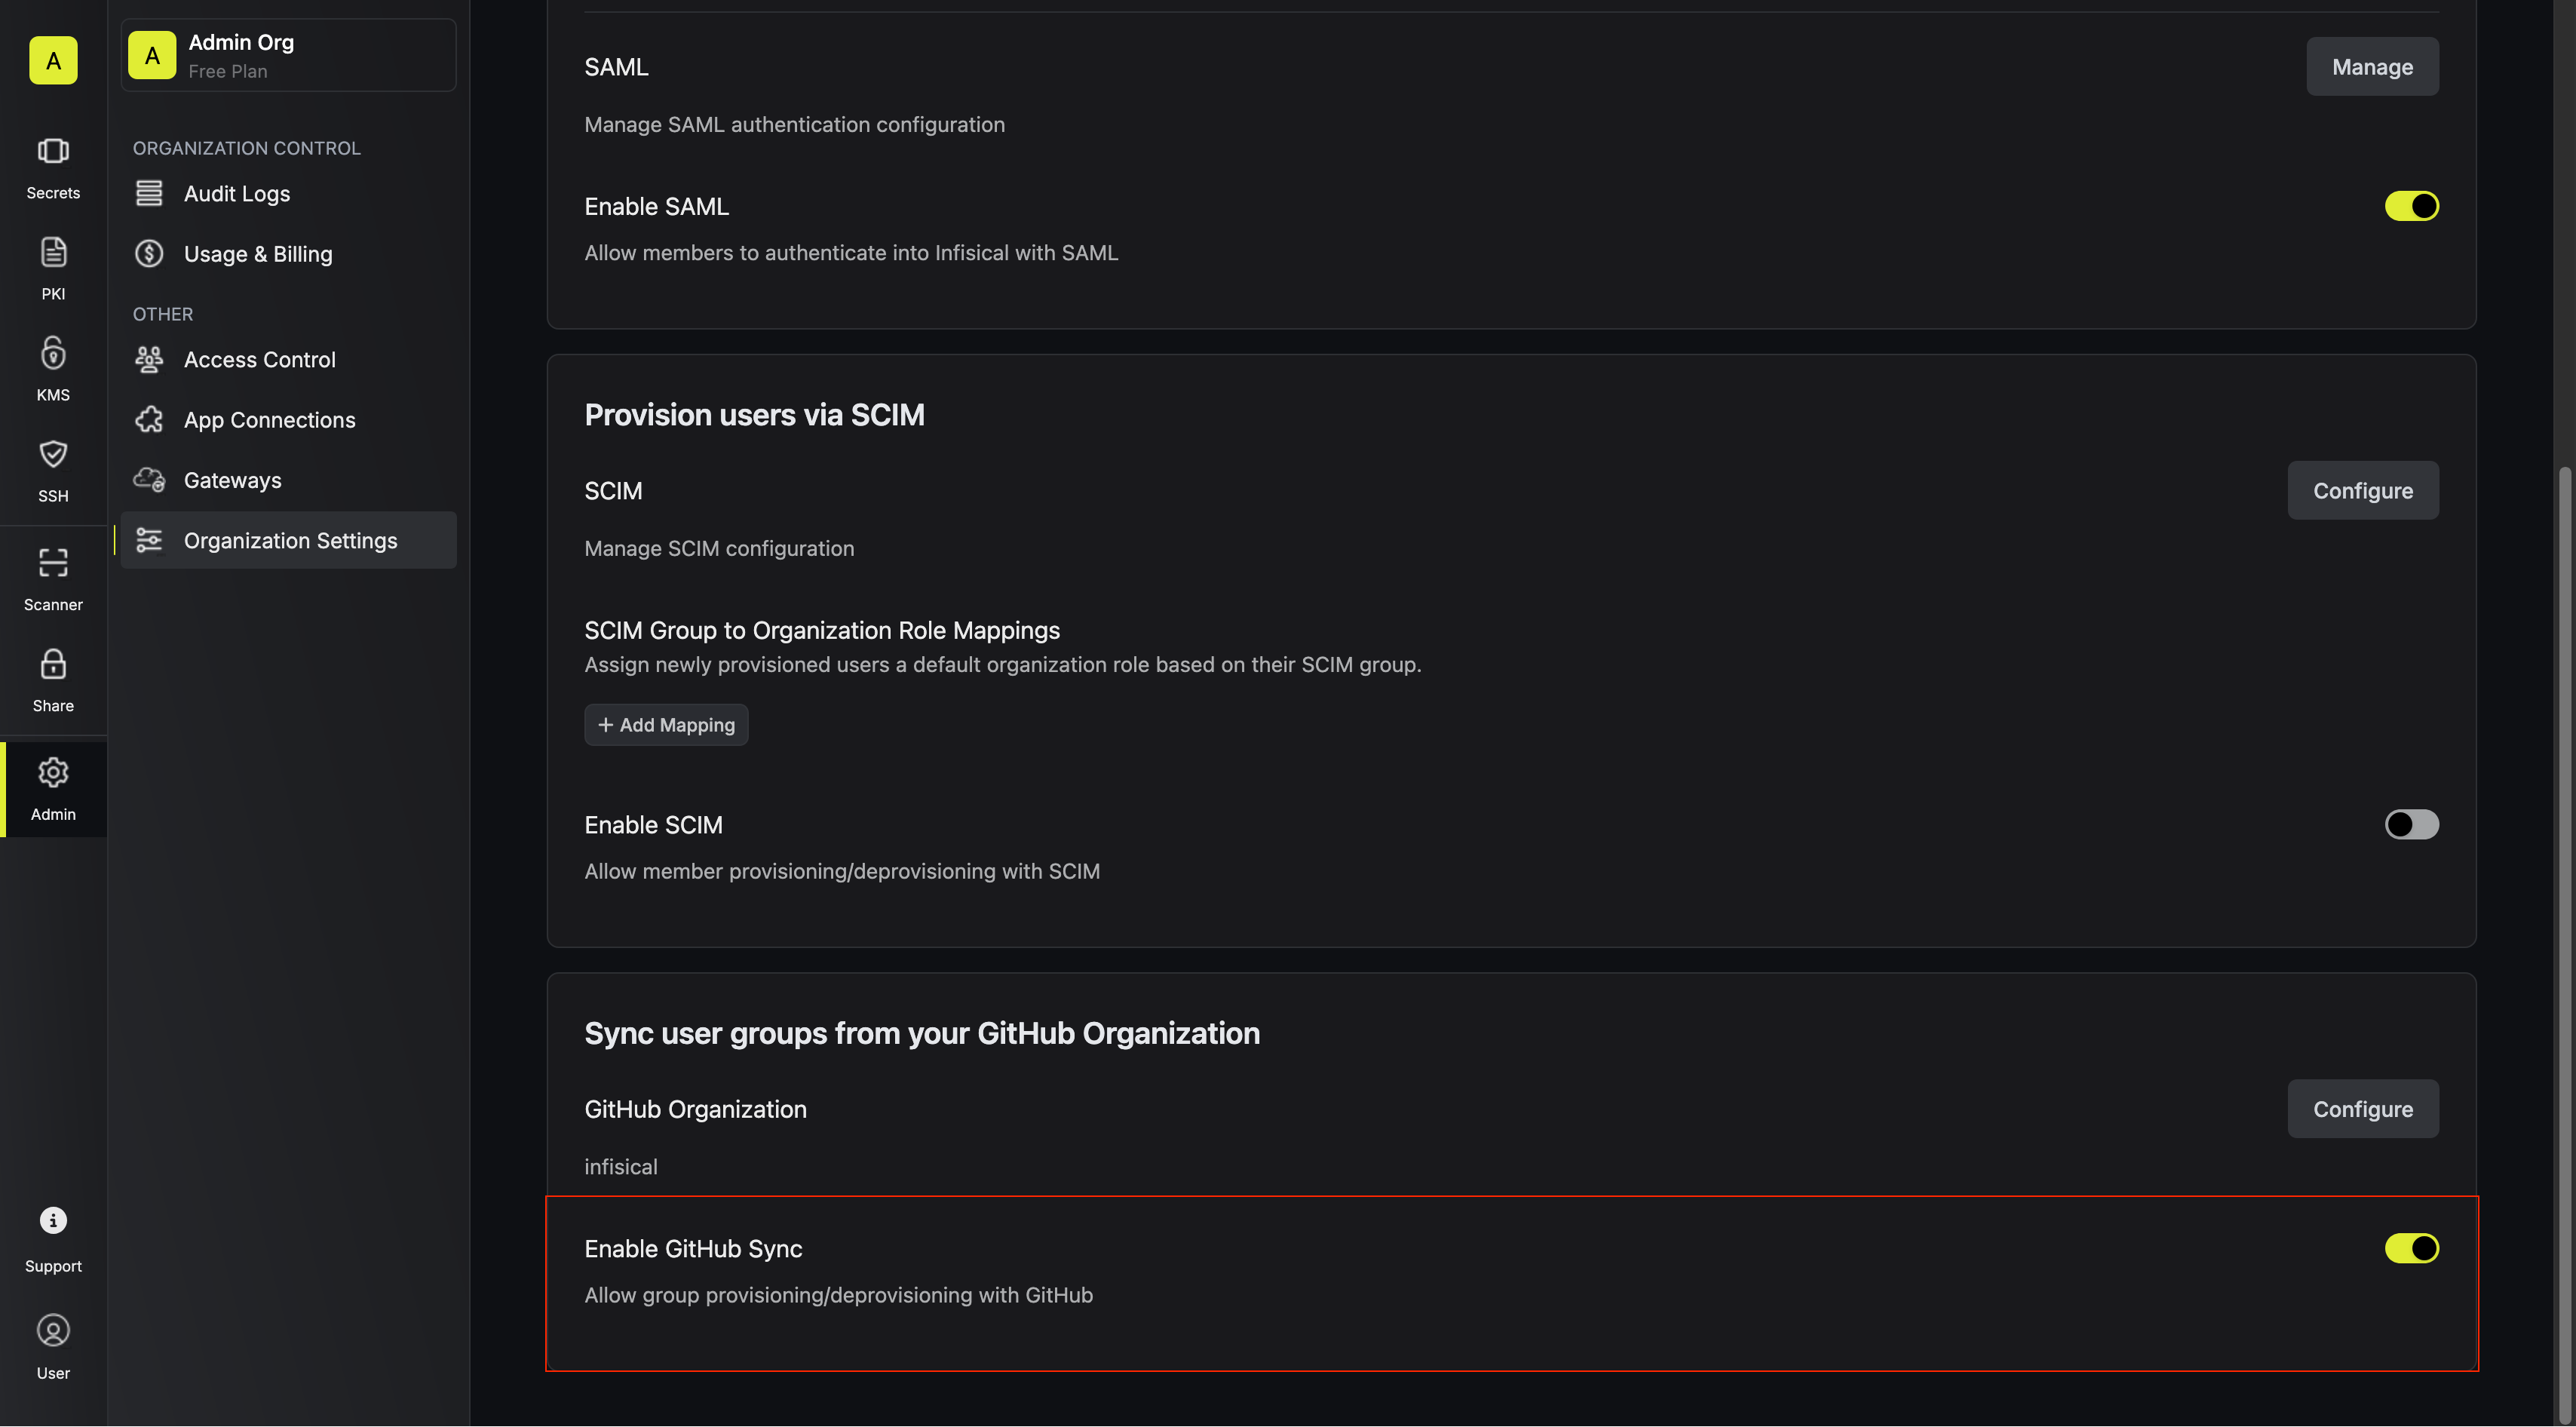 A
Secrets
PKI
KMS
SSH
Scanner
Share
Admin
Support
User
A
Admin Org
Free Plan
ORGANIZATION CONTROL
Audit Logs
Usage & Billing
OTHER
Access Control
App Connections
Gateways
Organization Settings
SAML
Manage
Manage SAML authentication configuration
Enable SAML
Allow members to authenticate into Infisical with SAML
Provision users via SCIM
SCIM
Configure
Manage SCIM configuration
SCIM Group to Organization Role Mappings
Assign newly provisioned users a default organization role based on their SCIM group.
+ Add Mapping
Enable SCIM
Allow member provisioning/deprovisioning with SCIM
Sync user groups from your GitHub Organization
GitHub Organization
Configure
infisical
Enable GitHub Sync
Allow group provisioning/deprovisioning with GitHub